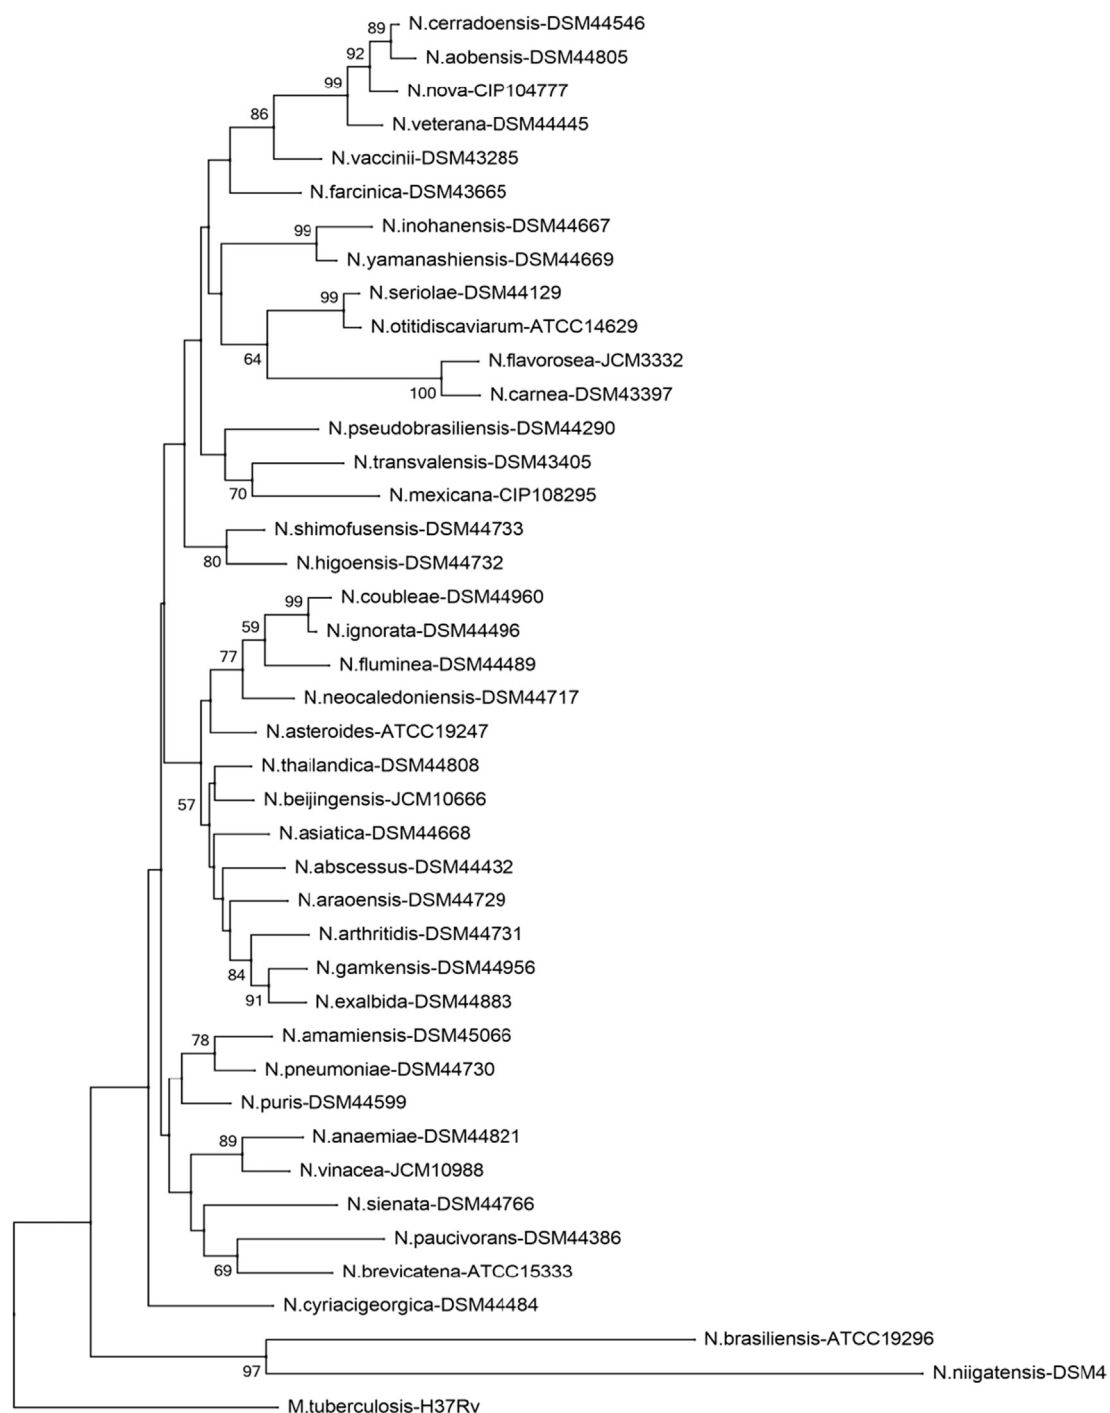 N.cerradoensis-DSM44546
89
N.aobensis-DSM44805
92
N.nova-CIP104777
99
N.veterana-DSM44445
86
N.vaccinii-DSM43285
N.farcinica-DSM43665
N.inohanensis-DSM44667
99
N.yamanashiensis-DSM44669
N.seriolae-DSM44129
99
N.otitidiscaviarum-ATCC14629
64
N.flavorosea-JCM3332
100
N.carnea-DSM43397
N.pseudobrasiliensis-DSM44290
N.transvalensis-DSM43405
70
N.mexicana-CIP108295
N.shimofusensis-DSM44733
80
N.higoensis-DSM44732
N.coubleae-DSM44960
99
N.ignorata-DSM44496
59
N.fluminea-DSM44489
77
N.neocaledoniensis-DSM44717
N.asteroides-ATCC19247
N.thailandica-DSM44808
57
N.beijingensis-JCM10666
N.asiatica-DSM44668
N.abscessus-DSM44432
N.araoensis-DSM44729
N.arthritidis-DSM44731
84
N.gamkensis-DSM44956
91
N.exalbida-DSM44883
N.amamiensis-DSM45066
78
N.pneumoniae-DSM44730
N.puris-DSM44599
N.anaemiae-DSM44821
89
N.vinacea-JCM10988
N.sienata-DSM44766
N.paucivorans-DSM44386
69
N.brevicatena-ATCC15333
N.cyriacigeorgica-DSM44484
N.brasiliensis-ATCC19296
97
N.niigatensis-DSM4
M.tuberculosis-H37Rv